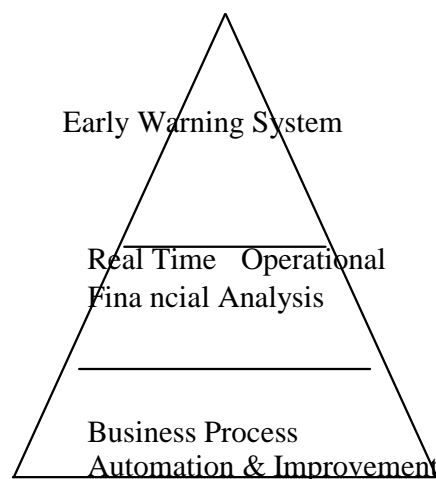 Early Warning System
Real Time Operational
Fina ncial Analysis
Business Process
Automation & Improvement